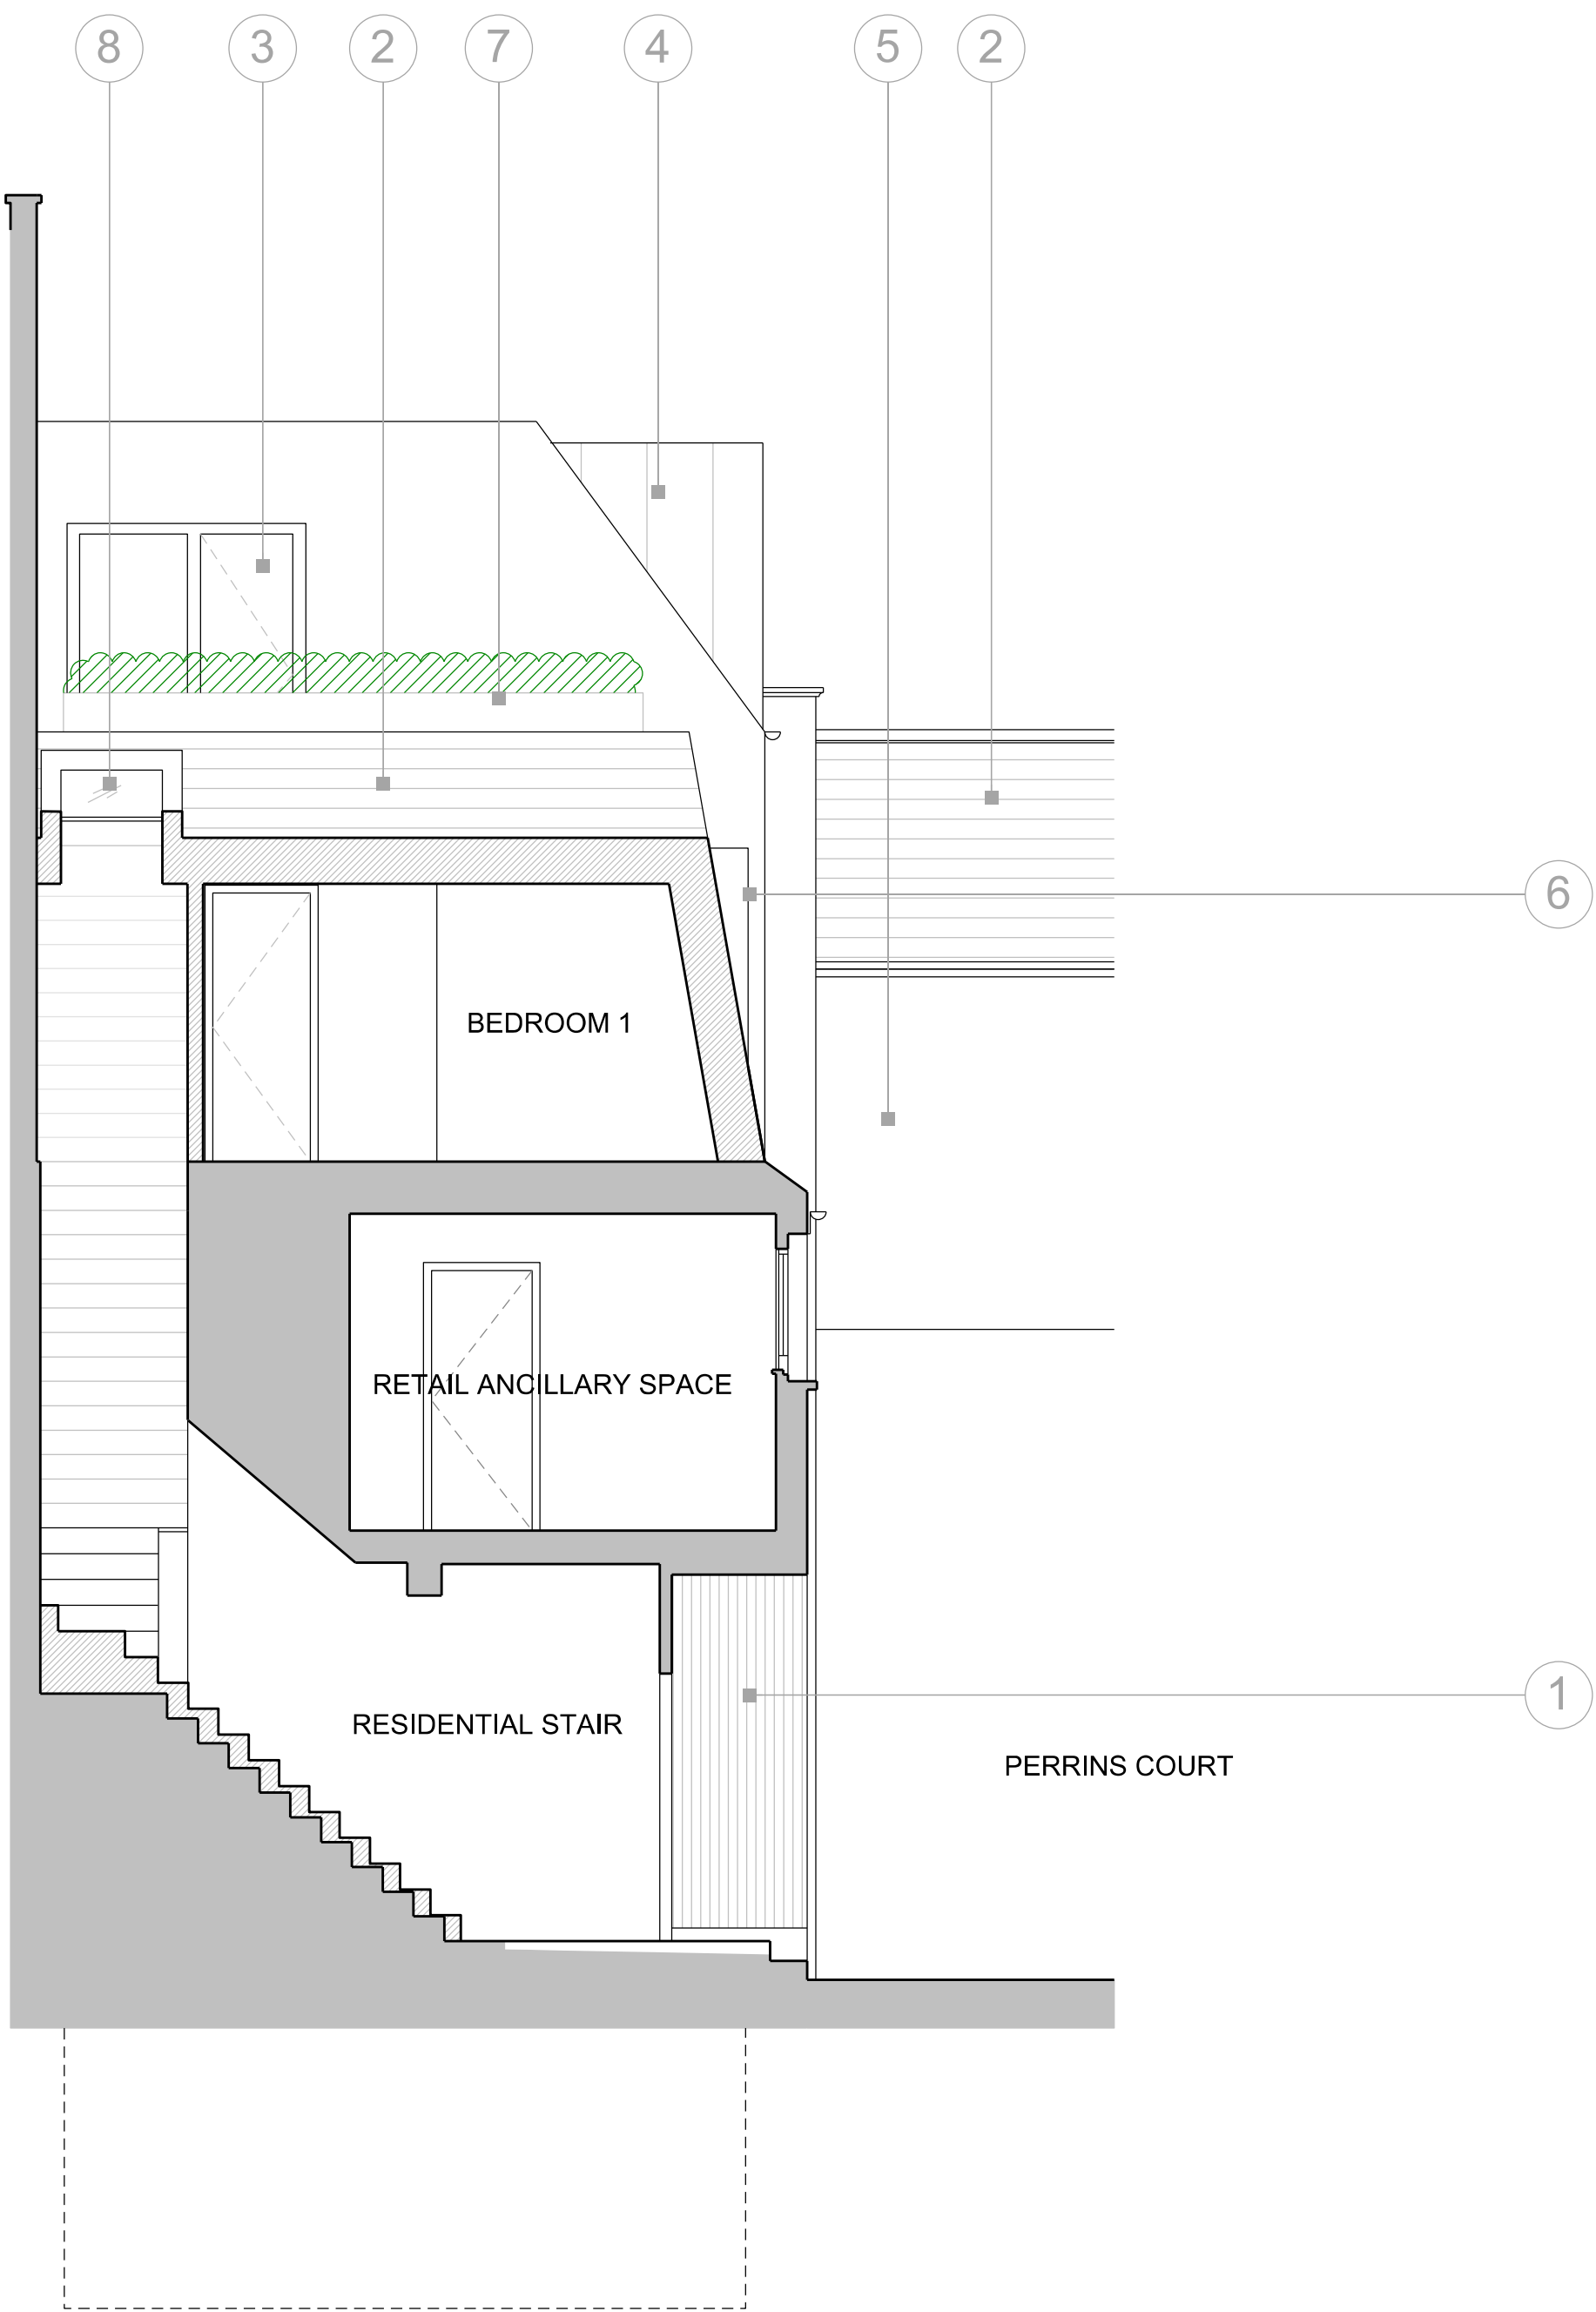 8 3 2 7 4 5 2
6
BEDROOM 1
RETAIL ANCILLARY SPACE
1
RESIDENTIAL STAIR
PERRINS COURT